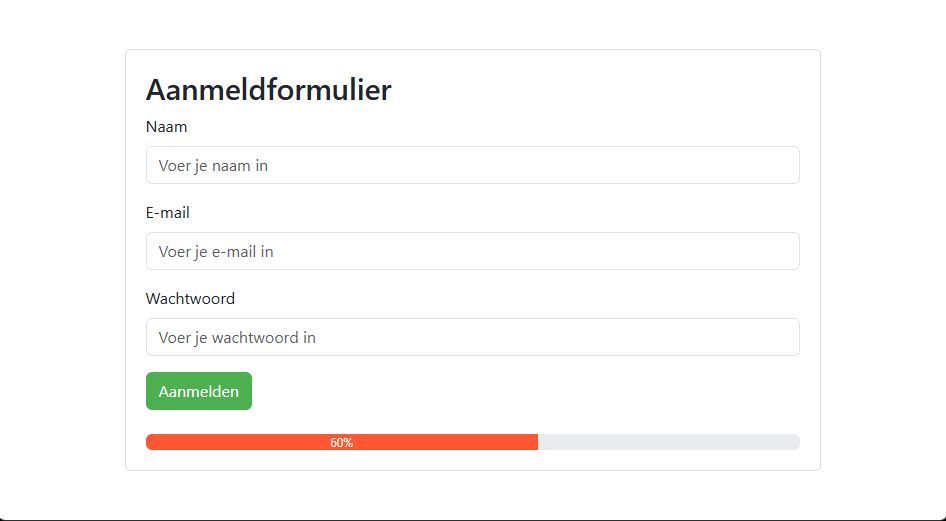 Aanmeldformulier
Naam
Voer je naam in
E-mail
Voer je e-mail in
Wachtwoord
Voer je wachtwoord in
Aanmelden
60%